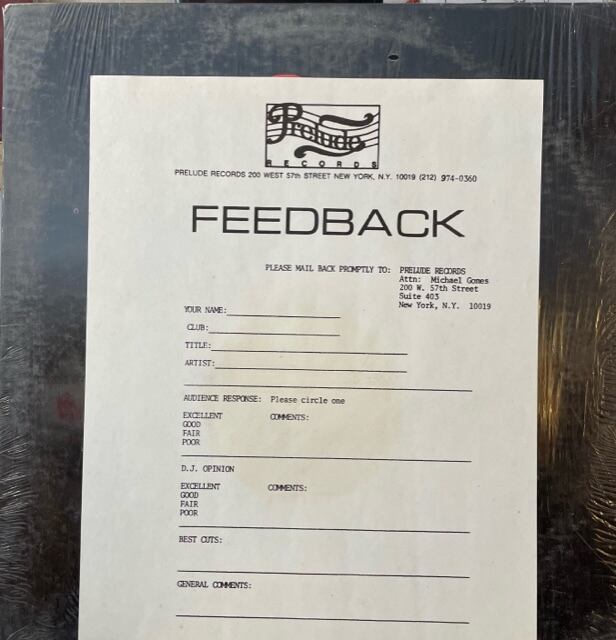 Prelude
RECORDS
PRELUDE RECORDS 200 WEST 57th STREET NEW YORK, N.Y. 10019 (212) 974-0360
FEEDBACK
PLEASE MAIL BACK PROMPTLY TO: PRELUDE RECORDS
Attn: Michael Gomes
200 W. 57th Street
Suite 403
New York, N.Y. 10019
YOUR NAME:
CLUB:
TITLE:
ARTIST:
AUDIENCE RESPONSE: Please circle one
EXCELLENT COMMENTS:
GOOD
FAIR
POOR
D.J. OPINION
EXCELLENT COMMENTS:
GOOD
FAIR
POOR
BEST CUTS:
GENERAL COMMENTS: